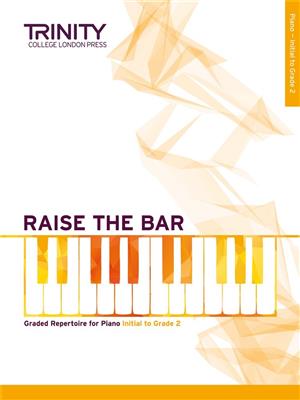 TRINITY
COLLEGE LONDON PRESS
Piano – Initial to Grade 2
RAISE THE BAR
Graded Repertoire for Piano Initial to Grade 2